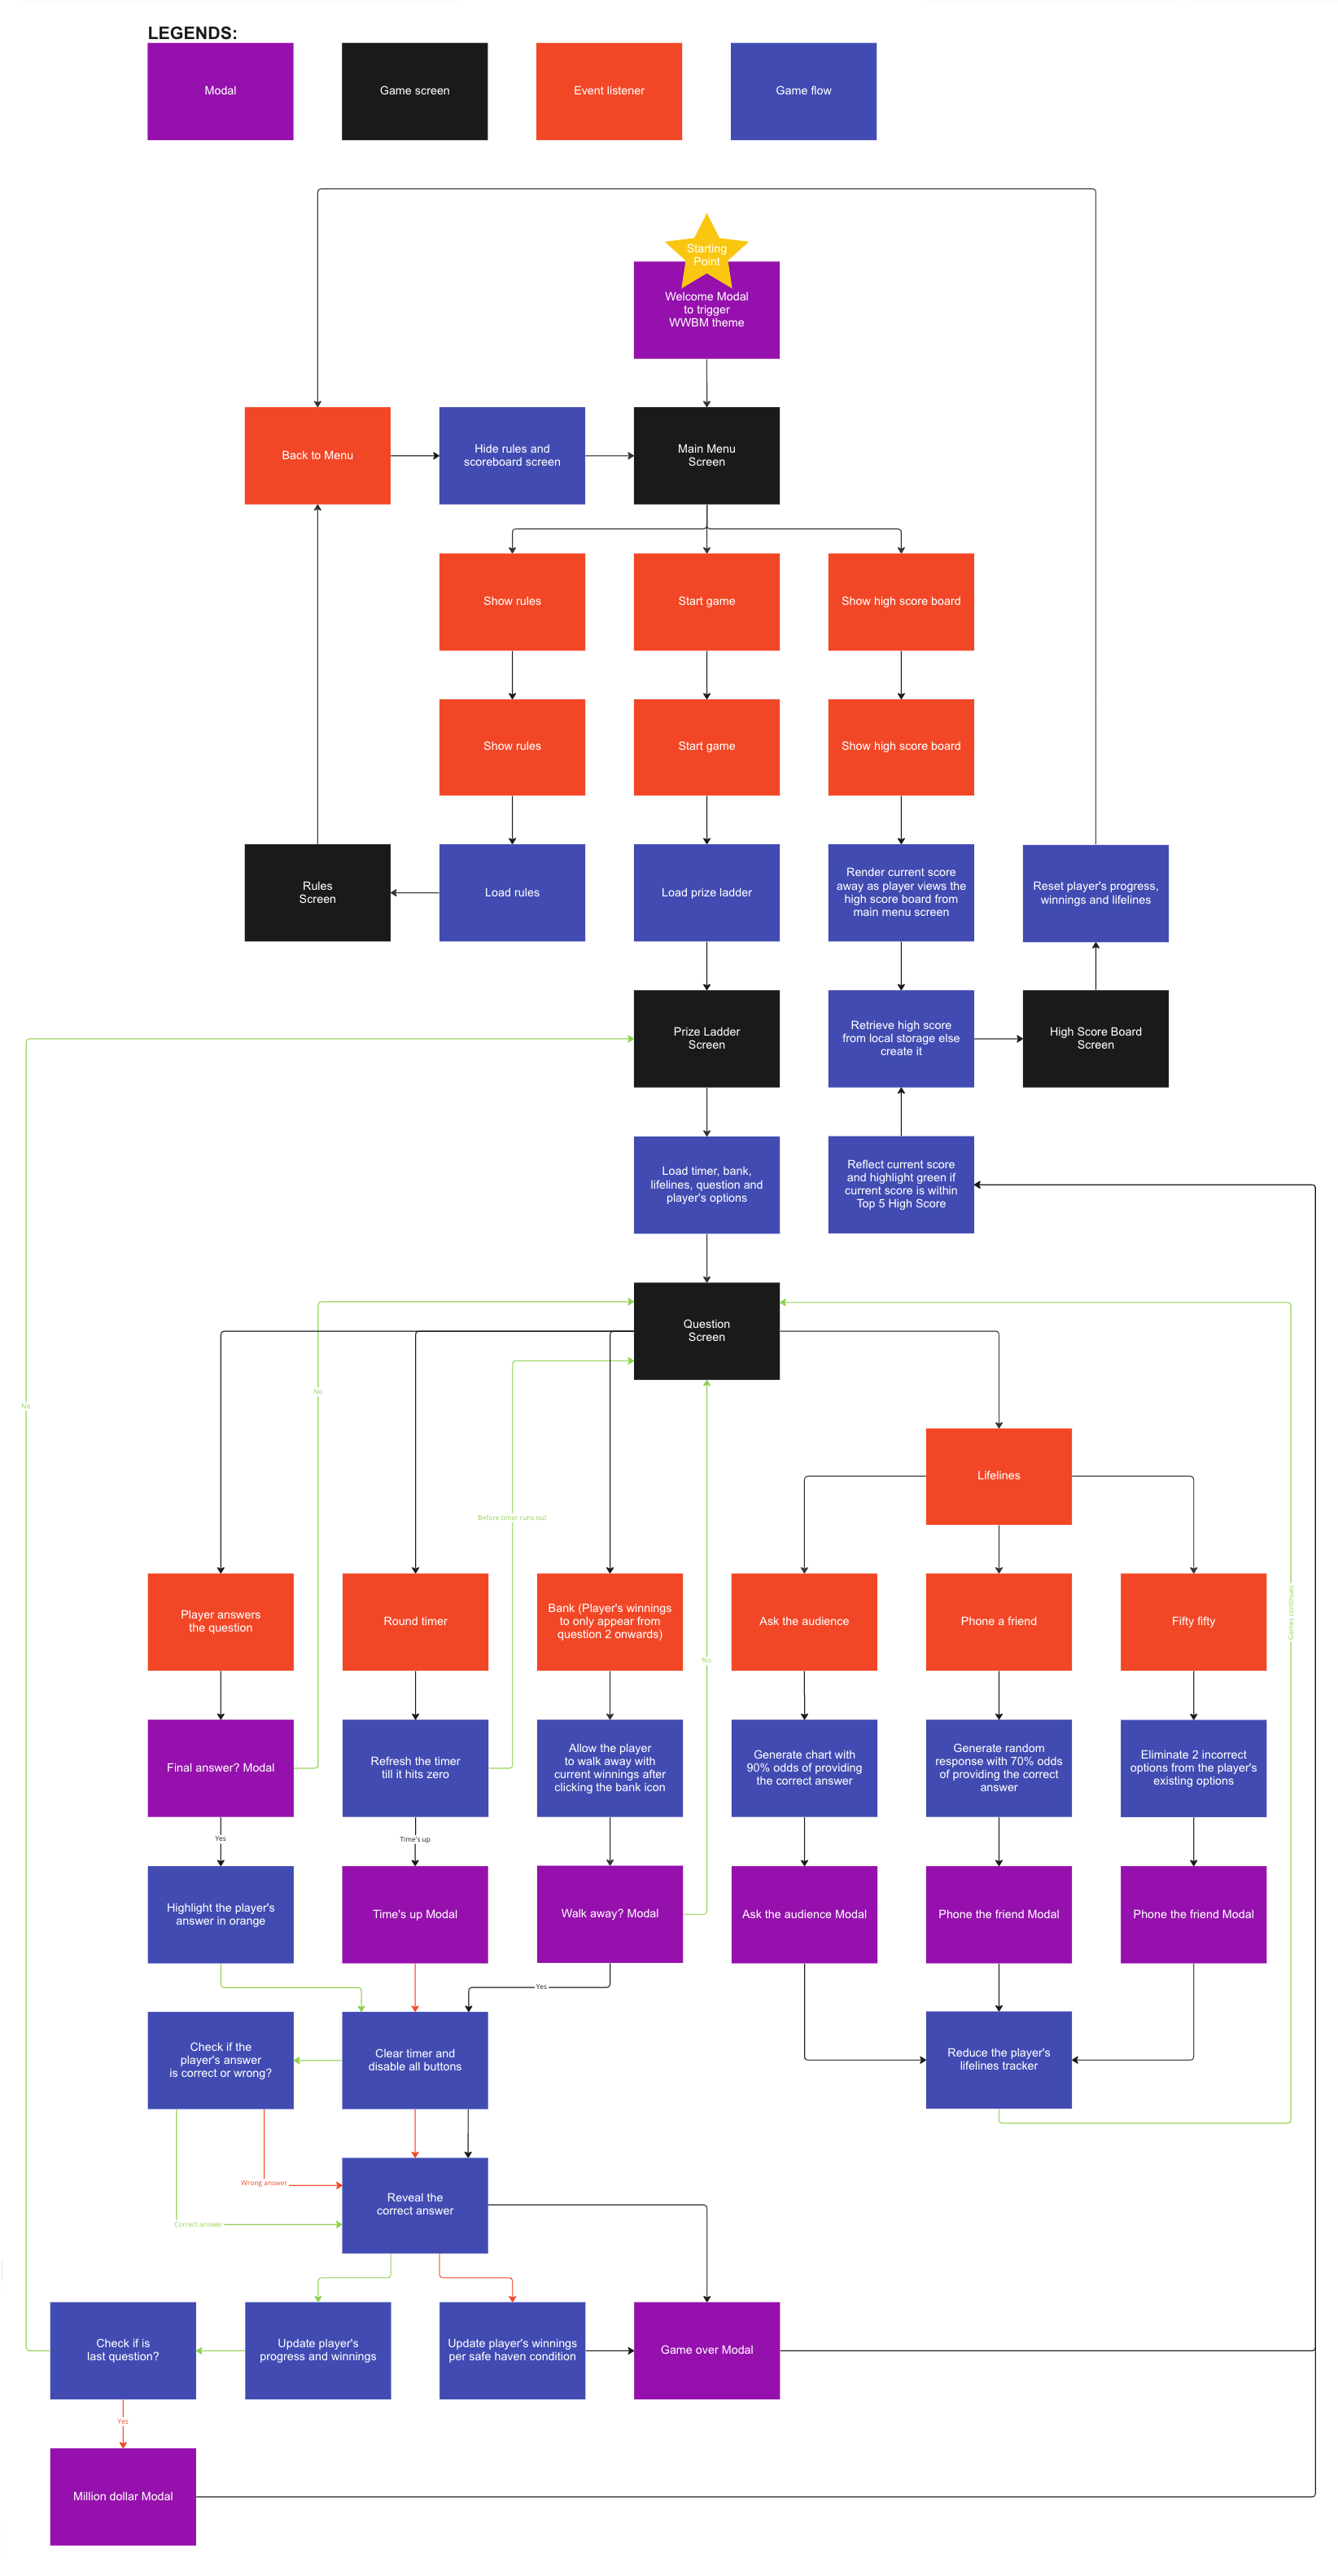 LEGENDS:
Modal
Game screen
Event listener
Game flow
Starting
Point
Welcome Modal
to trigger
WWBM theme
Back to Menu
Hide rules and
scoreboard screen
Main Menu
Screen
Show rules
Start game
Show high score board
Show rules
Start game
Show high score board
Rules
Screen
Load rules
Load prize ladder
Render current score
away as player views the
high score board from
main menu screen
Reset player's progress,
winnings and lifelines
Prize Ladder
Screen
Retrieve high score
from local storage else
create it
High Score Board
Screen
Load timer, bank,
lifelines, question and
player's options
Reflect current score
and highlight green if
current score is within
Top 5 High Score
Question
Screen
No
No
Lifelines
Before timer runs out
Player answers
the question
Round timer
Bank (Player's winnings
to only appear from
question 2 onwards)
No
Ask the audience
Phone a friend
Fifty fifty
Games continues
Final answer? Modal
Refresh the timer
till it hits zero
Allow the player
to walk away with
current winnings after
clicking the bank icon
Generate chart with
90% odds of providing
the correct answer
Generate random
response with 70% odds
of providing the correct
answer
Eliminate 2 incorrect
options from the player's
existing options
Yes
Time's up
Highlight the player's
answer in orange
Time's up Modal
Walk away? Modal
Ask the audience Modal
Phone the friend Modal
Phone the friend Modal
Yes
Check if the
player's answer
is correct or wrong?
Clear timer and
disable all buttons
Reduce the player's
lifelines tracker
Wrong answer
Correct answer
Reveal the
correct answer
Check if is
last question?
Update player's
progress and winnings
Update player's winnings
per safe haven condition
Game over Modal
Yes
Million dollar Modal